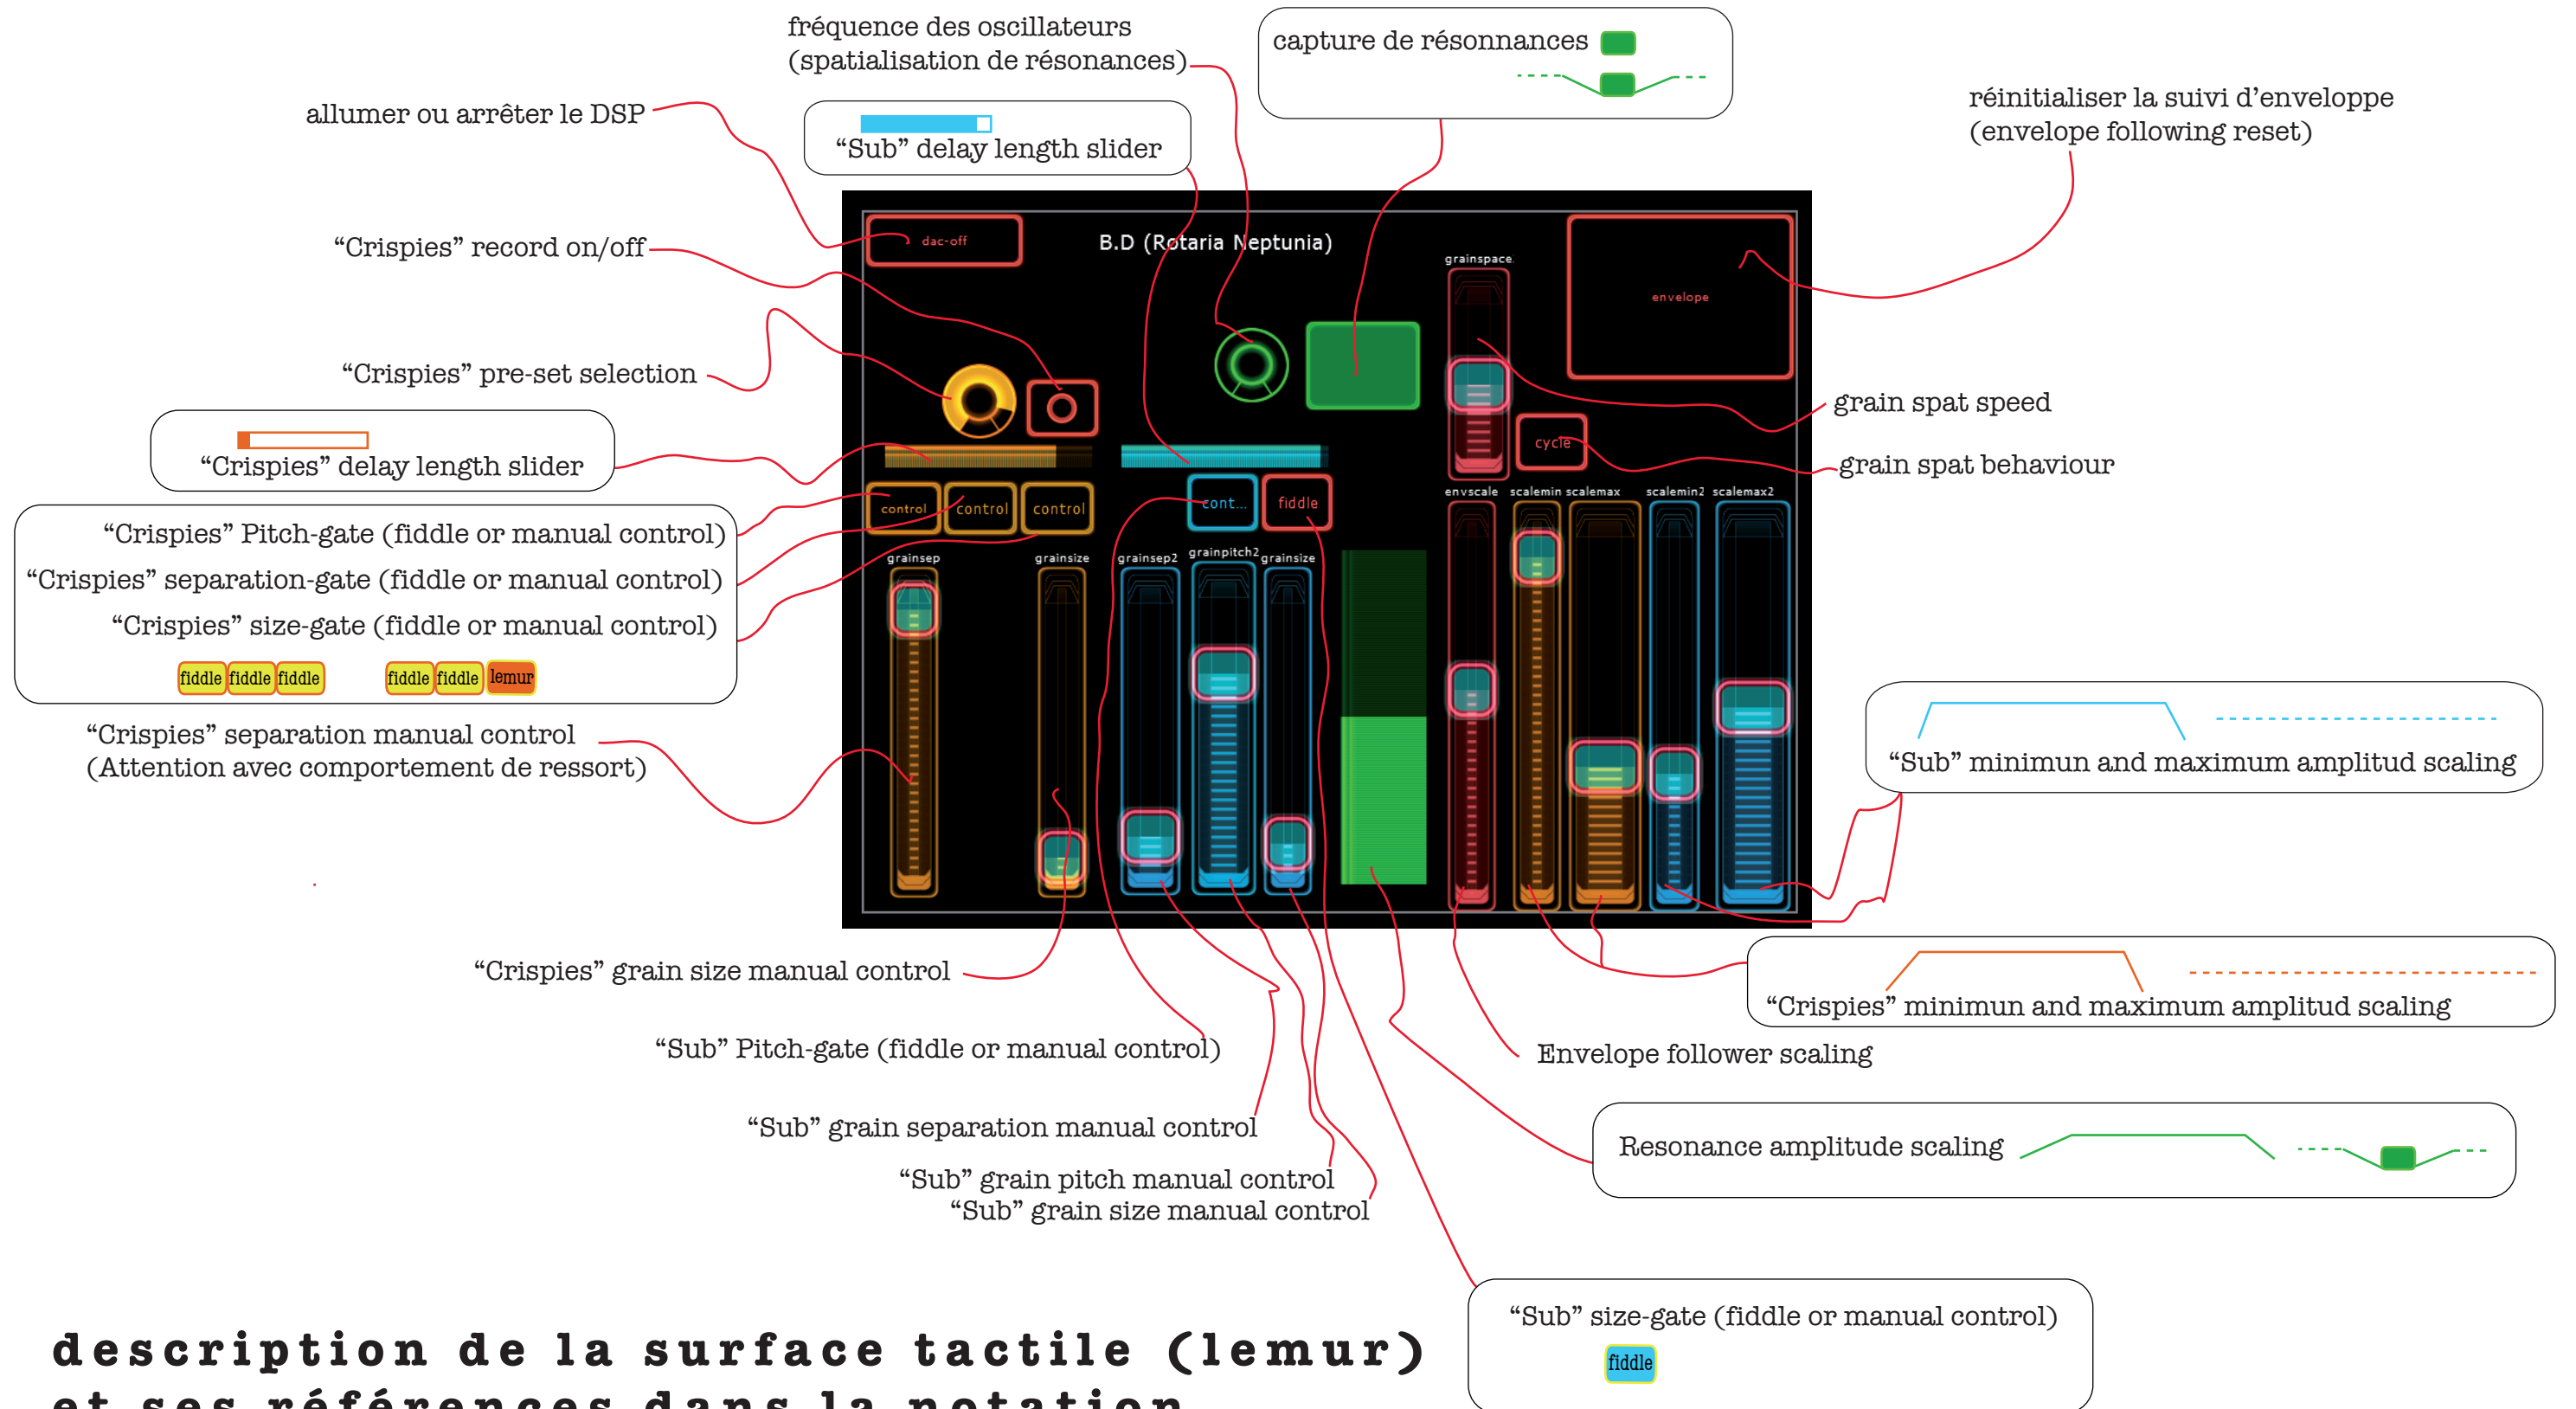 fréquence des oscillateurs
(spatialisation de résonances)
capture de résonnances
allumer ou arrêter le DSP
“Sub” delay length slider
réinitialiser la suivi d’enveloppe
(envelope following reset)
“Crispies” record on/off
“Crispies” pre-set selection
“Crispies” delay length slider
“Crispies” Pitch-gate (fiddle or manual control)
“Crispies” separation-gate (fiddle or manual control)
“Crispies” size-gate (fiddle or manual control)
fiddle fiddle fiddle fiddle fiddle lemur
“Crispies” separation manual control
(Attention avec comportement de ressort)
dac-off
B.D (Rotaria Neptunia)
grainspace
envelope
cycle
control control control cont... fiddle
envscale scalemin scalemax scalemin2 scalemax2
grainsep grainsize grainsep2 grainpitch2 grainsize
grain spat speed
grain spat behaviour
“Sub” minimun and maximum amplitud scaling
“Crispies” minimun and maximum amplitud scaling
“Crispies” grain size manual control
“Sub” Pitch-gate (fiddle or manual control)
Envelope follower scaling
“Sub” grain separation manual control
Resonance amplitude scaling
“Sub” grain pitch manual control
“Sub” grain size manual control
“Sub” size-gate (fiddle or manual control)
fiddle
description de la surface tactile (lemur)
et ses références dans la notation